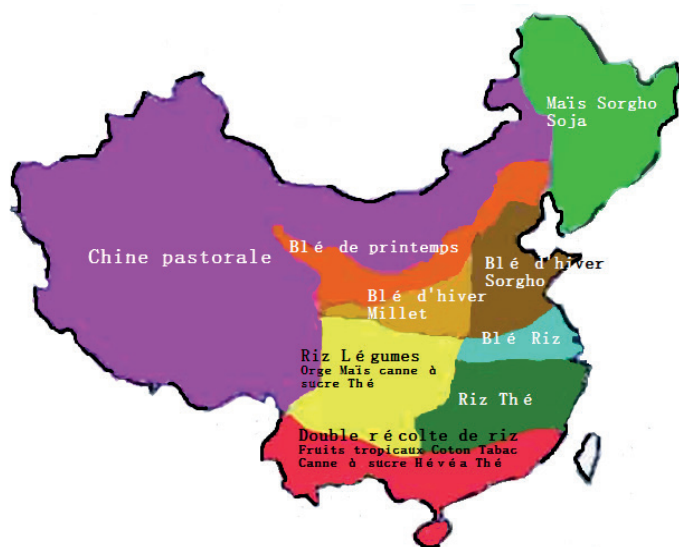 Maïs Sorgho
Soja
Chine pastorale
Blé de printemps
Blé d'hiver
Sorgho
Blé d'hiver
Millet
Blé Riz
Riz Légumes
Orge Maïs canne à
sucre Thé
Riz Thé
Double récolte de riz
Fruits tropicaux Coton Tabac
Canne à sucre Hévéa Thé